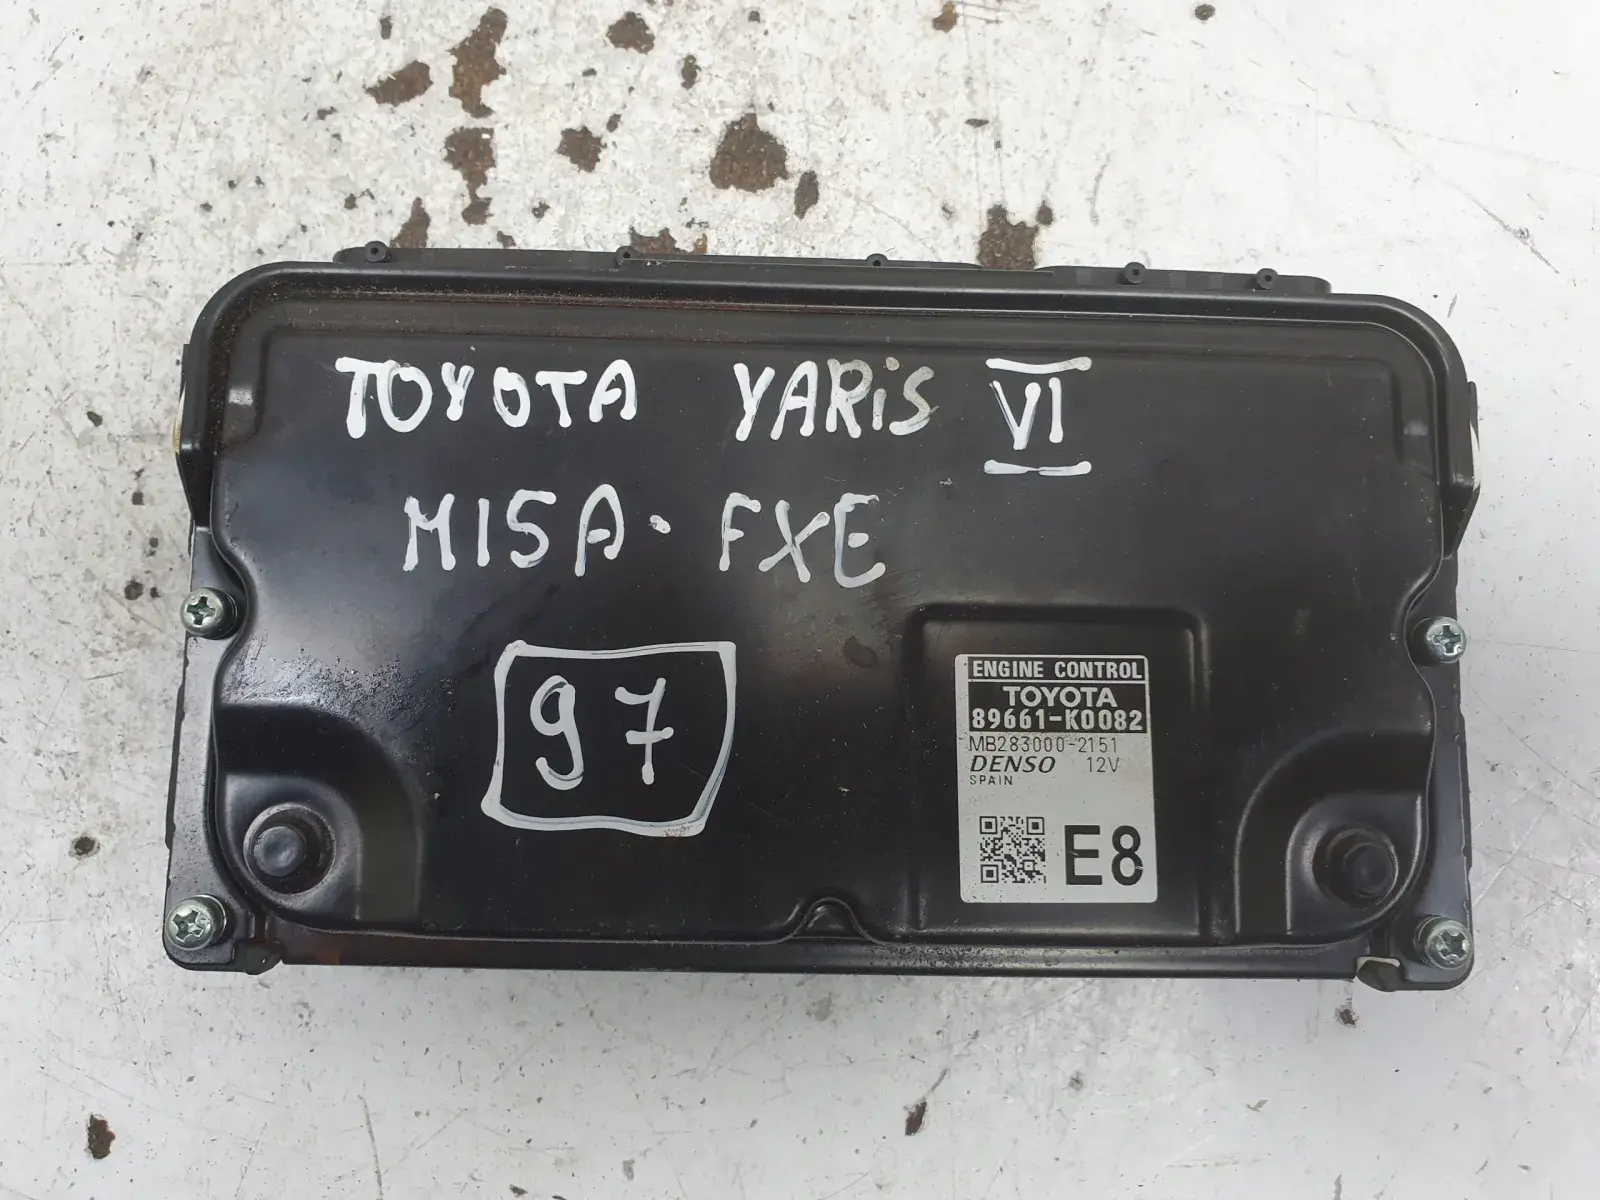 TOYOTA YARiS VI
M15A. FXE
97
ENGINE CONTROL
TOYOTA
89661-K0082
MB283000-2151
DENSO 12V
SPAIN
E8